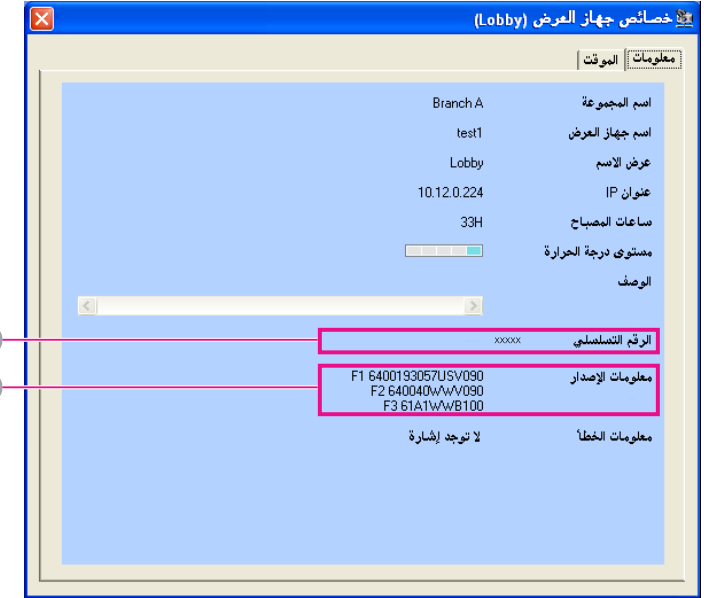 خصائص جهاز العرض (Lobby)
معلومات الموقت
اسم المجموعة Branch A
اسم جهاز العرض test1
عرض الاسم Lobby
عنوان IP 10.12.0.224
ساعات المصباح 33H
مستوى درجة الحرارة
الوصف
الرقم التسلسلي xxxxx
معلومات الإصدار F1 6400193057USV090
F2 640040WWV090
F3 61A1WWB100
معلومات الخطأ لا توجد إشارة